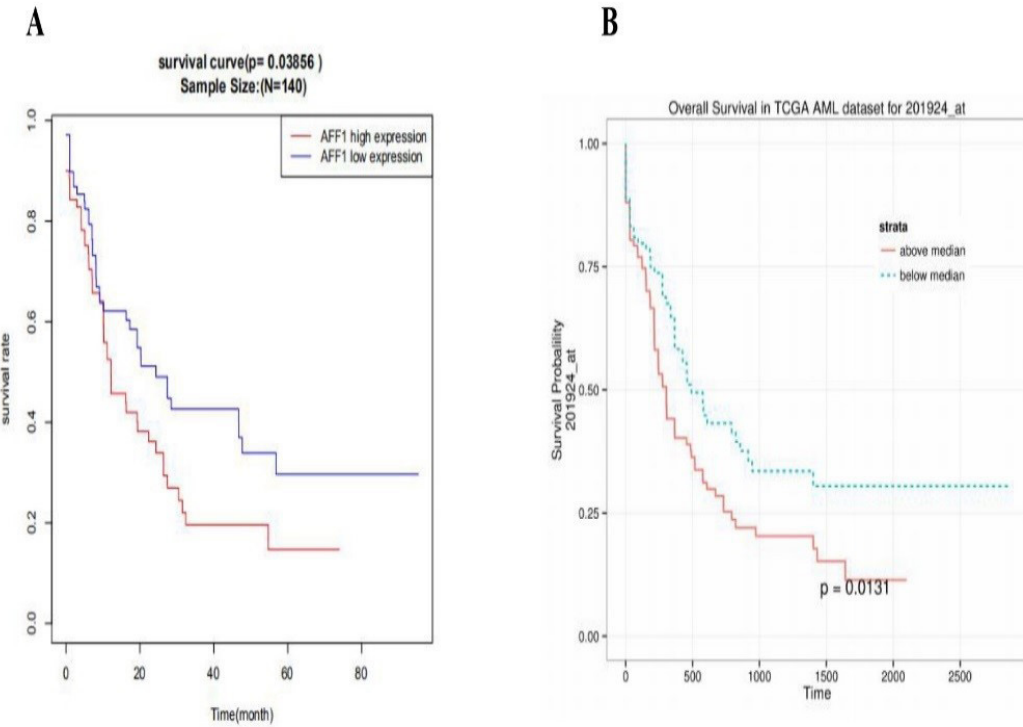 A
survival curve(p= 0.03856 )
Sample Size:(N=140)
AFF1 high expression
AFF1 low expression
survival rate
1.0
0.8
0.6
0.4
0.2
0.0
0 20 40 60 80
Time(month)
B
Overall Survival in TCGA AML dataset for 201924_at
strata
above median
below median
Survival Probalility
201924_at
1.00
0.75
0.50
0.25
0.00
p = 0.0131
0 500 1000 1500 2000 2500
Time